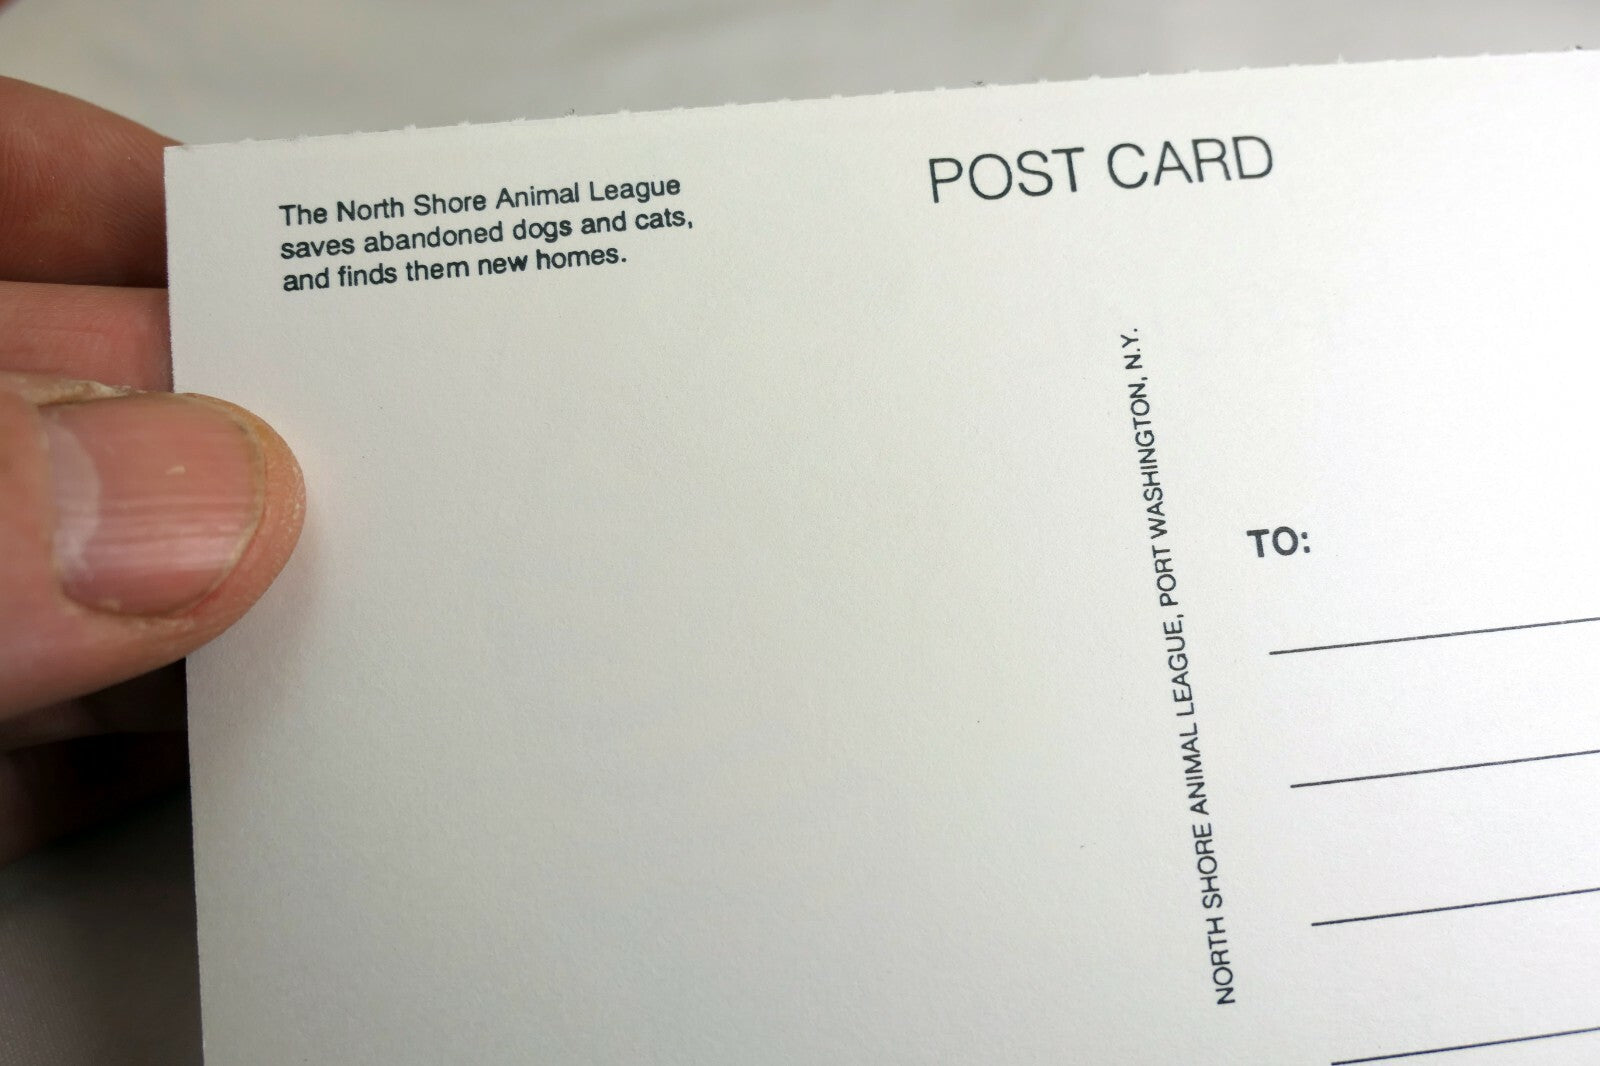 The North Shore Animal League
saves abandoned dogs and cats,
and finds them new homes.
POST CARD
NORTH SHORE ANIMAL LEAGUE, PORT WASHINGTON, N.Y.
TO: